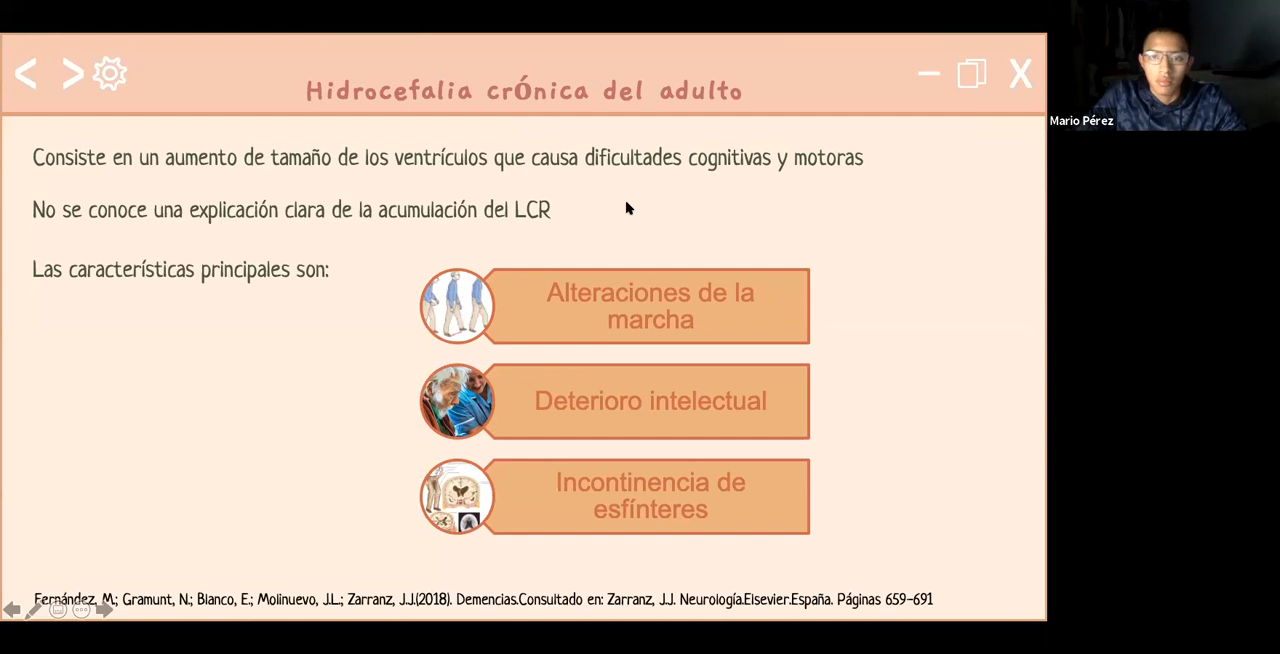 Hidrocefalia crónica del adulto
Mario Pérez
Consiste en un aumento de tamaño de los ventrículos que causa dificultades cognitivas y motoras
No se conoce una explicación clara de la acumulación del LCR
Las características principales son:
Alteraciones de la
marcha
Deterioro intelectual
Incontinencia de
esfínteres
Fernández, M.; Gramunt, N.; Blanco, E.; Molinuevo, J.L.; Zarranz, J.J.(2018). Demencias.Consultado en: Zarranz, J.J. Neurología.Elsevier.España. Páginas 659-691